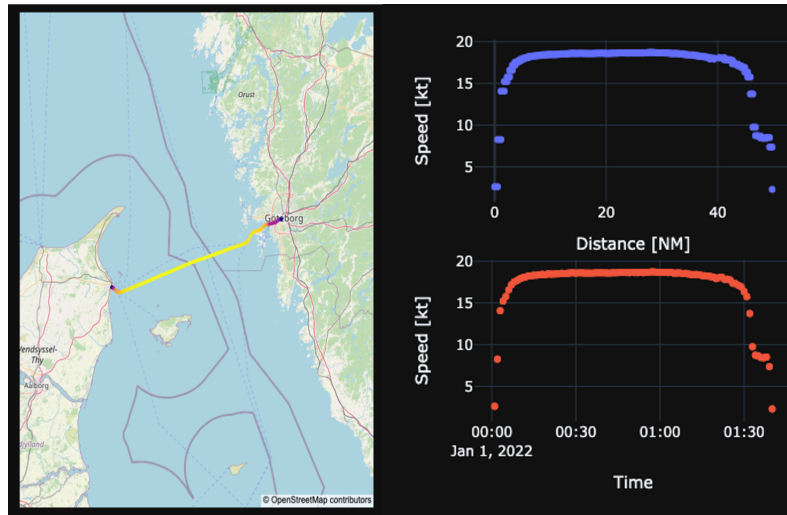 Orust
Göteborg
Vendsyssel-
Thy
Aalborg
© OpenStreetMap contributors
20
15
10
5
Speed [kt]
0
20
40
Distance [NM]
20
15
10
5
Speed [kt]
00:00
00:30
01:00
01:30
Jan 1, 2022
Time